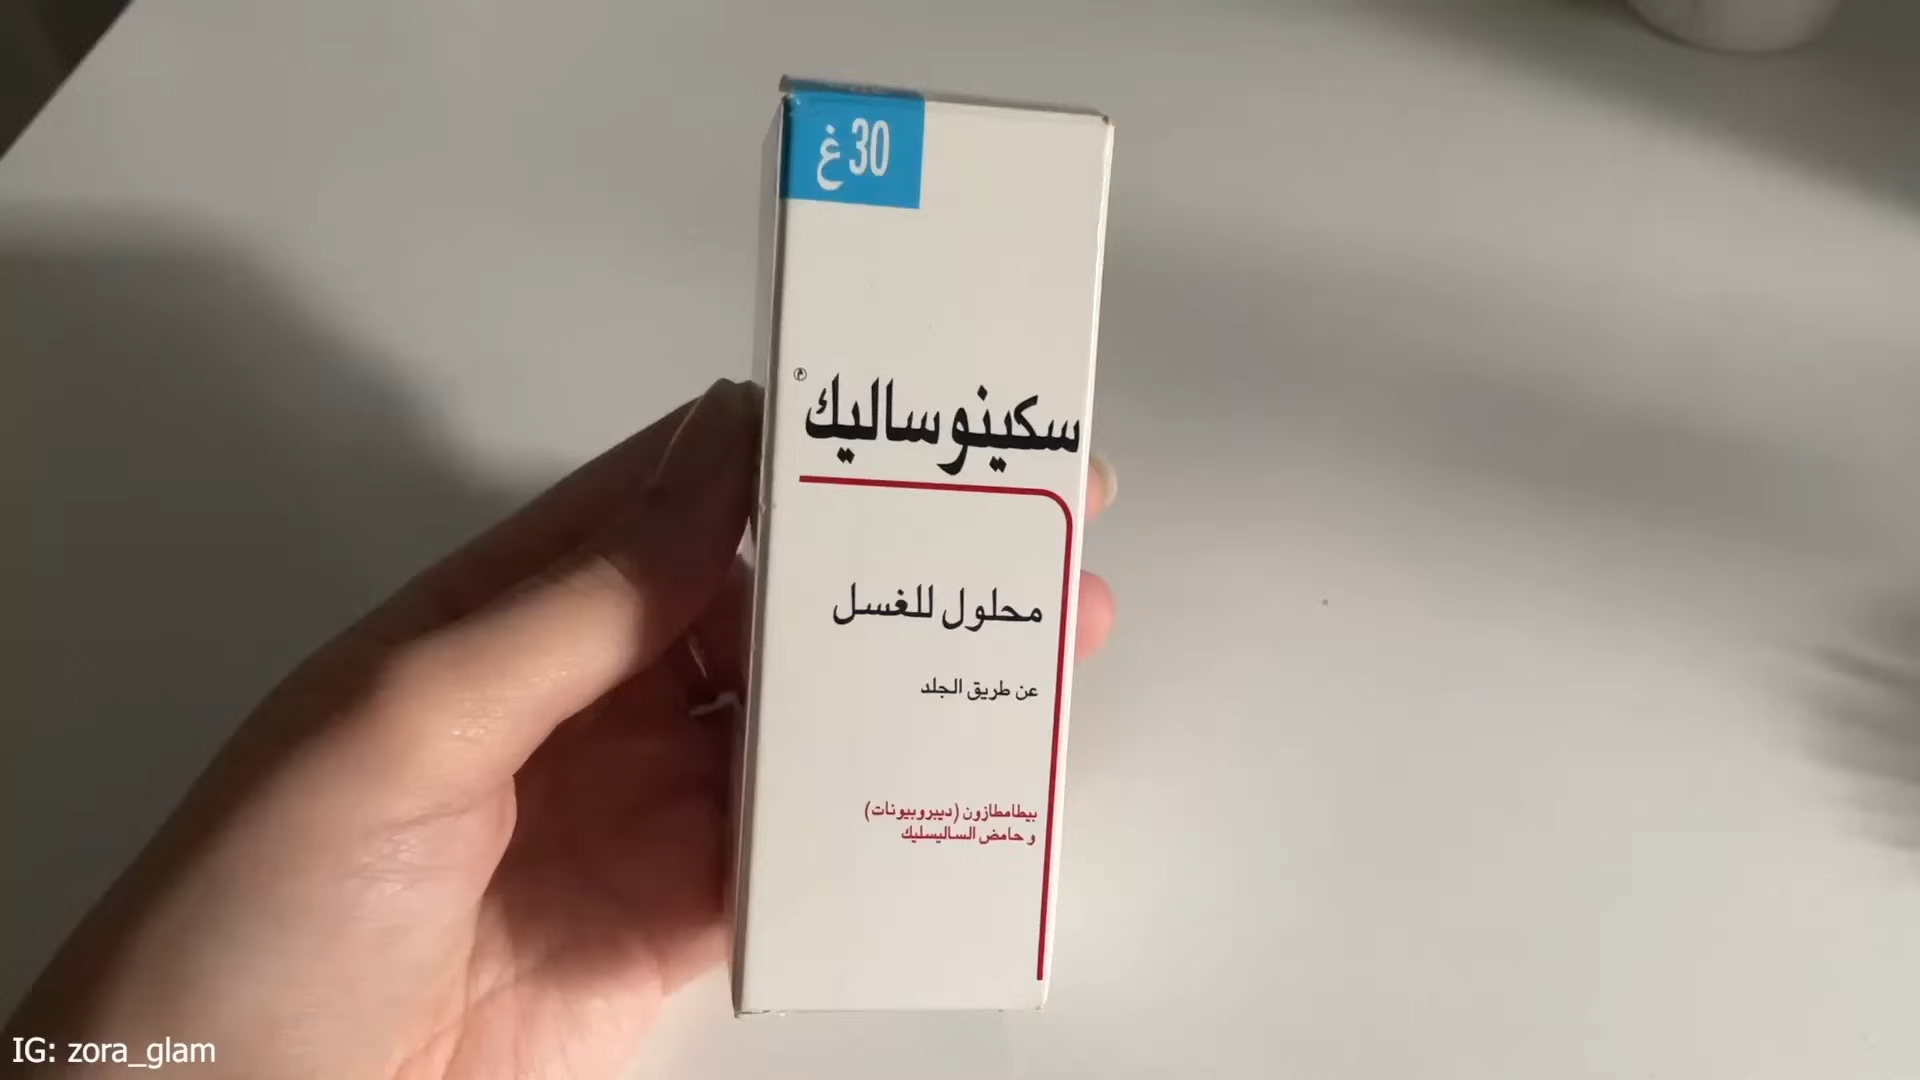 30 غ
سكينوساليك
محلول للغسل
عن طريق الجلد
بيطامطازون (ديبروبيونات)
و حامض الساليسليك
IG: zora_glam